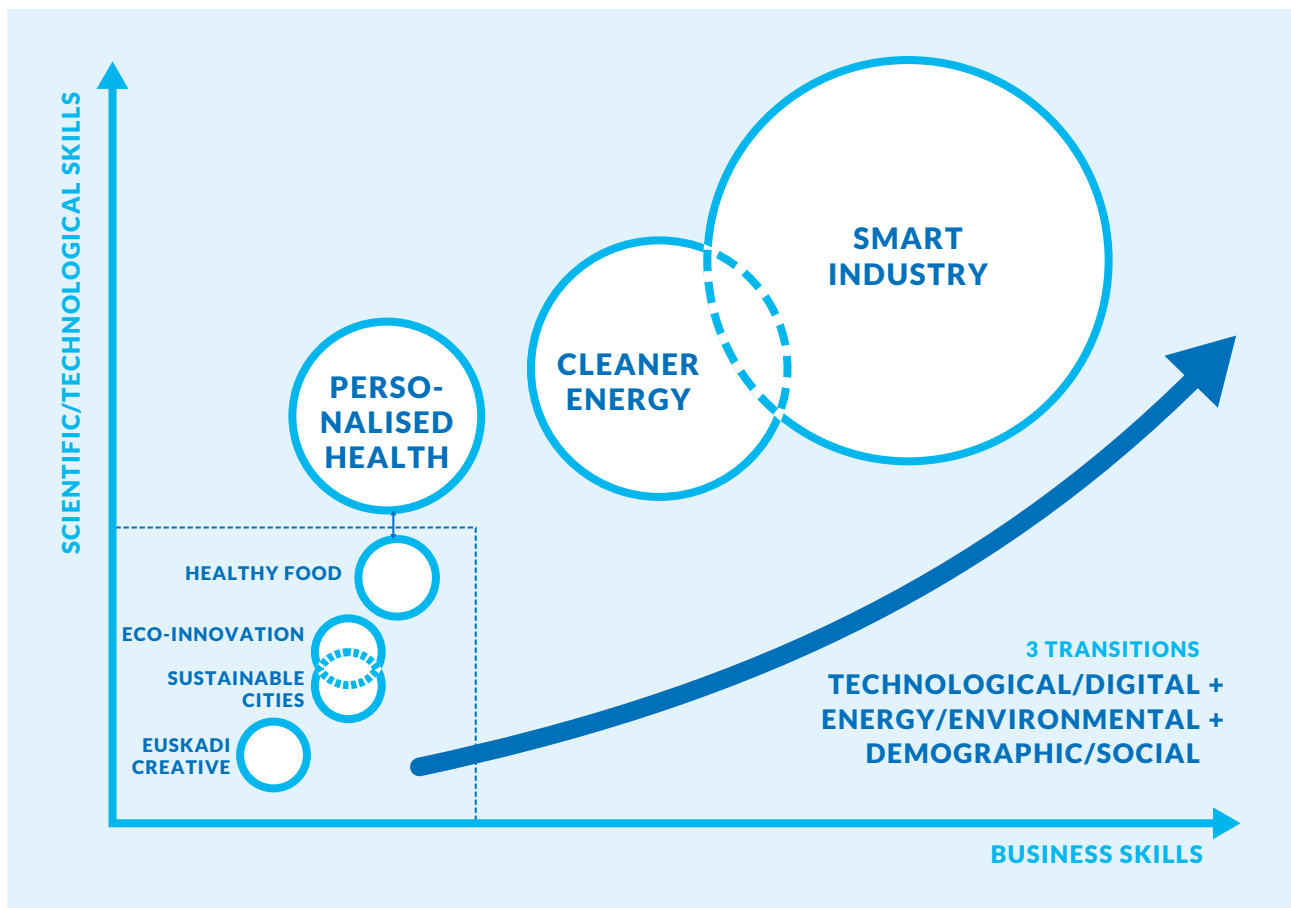 SCIENTIFIC/TECHNOLOGICAL SKILLS
SMART
INDUSTRY
CLEANER
ENERGY
PERSO-
NALISED
HEALTH
HEALTHY FOOD
ECO-INNOVATION
SUSTAINABLE
CITIES
EUSKADI
CREATIVE
3 TRANSITIONS
TECHNOLOGICAL/DIGITAL +
ENERGY/ENVIRONMENTAL +
DEMOGRAPHIC/SOCIAL
BUSINESS SKILLS